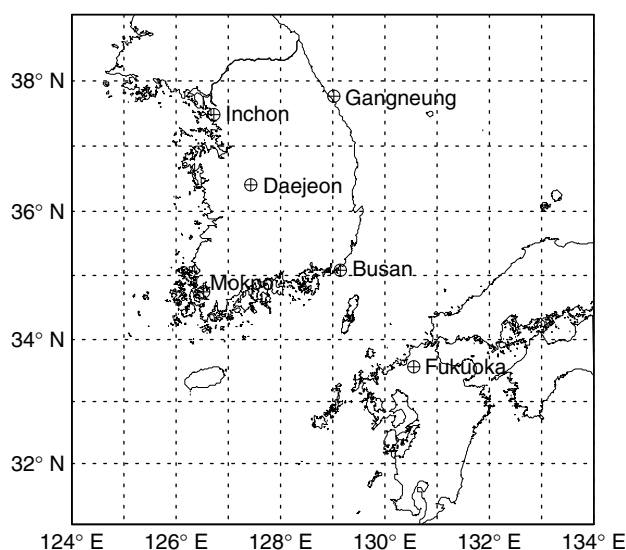 38° N
Gangneung
Inchon
Daejeon
36° N
Busan
Mokpo
34° N
Fukuoka
32° N
124° E 126° E 128° E 130° E 132° E 134° E